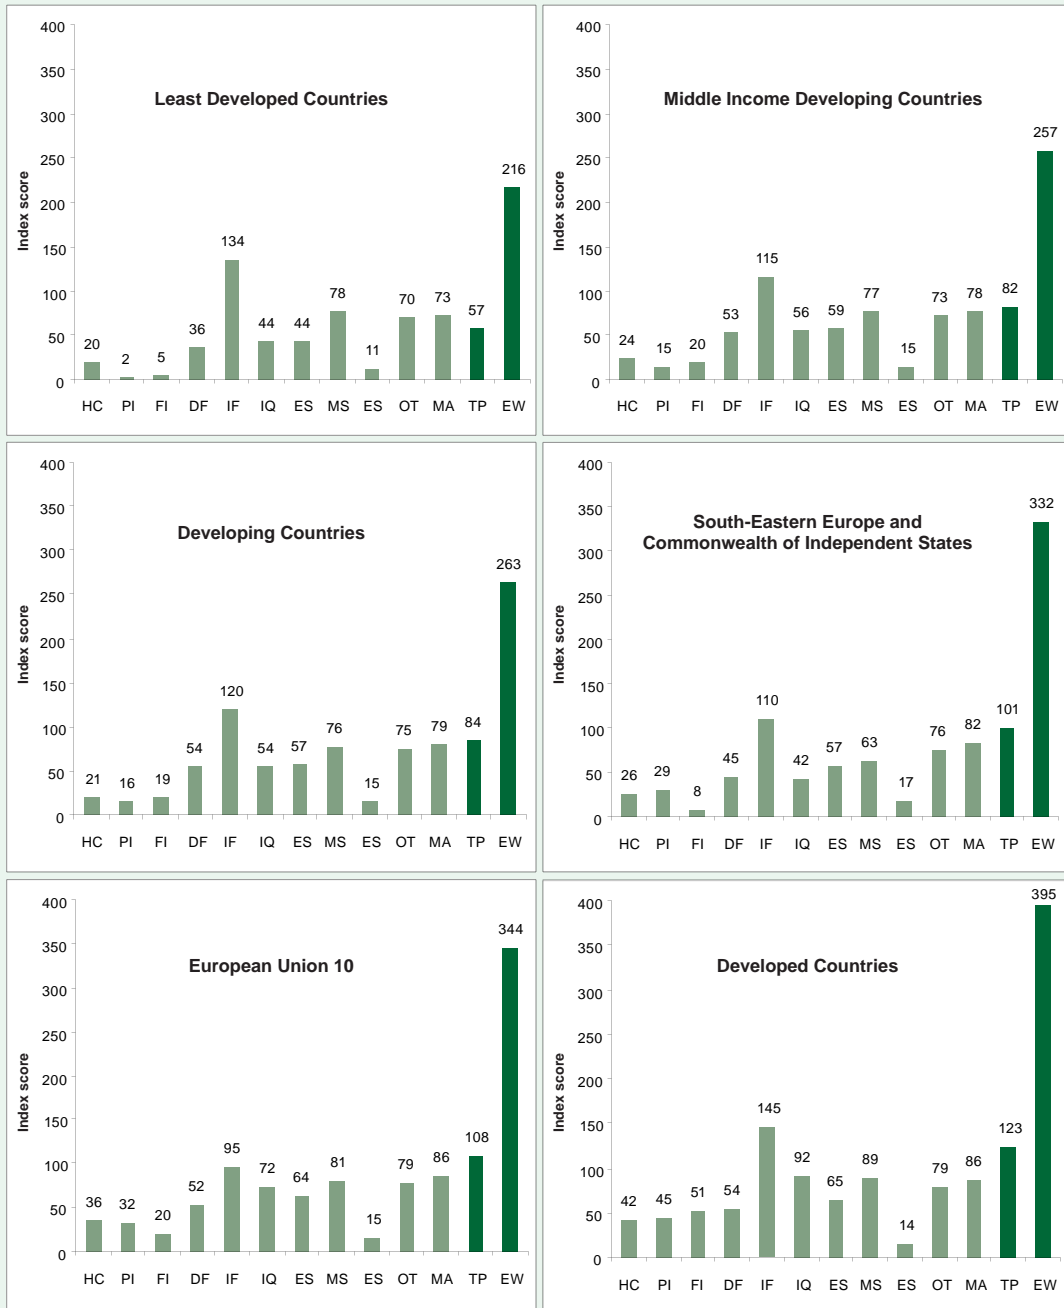 400
350
300
250
200
150
100
50
0
Index score
Least Developed Countries
20 2 5 36 134 44 44 78 11 70 73 57 216
HC PI FI DF IF IQ ES MS ES OT MA TP EW
400
350
300
250
200
150
100
50
0
Index score
Middle Income Developing Countries
24 15 20 53 115 56 59 77 15 73 78 82 257
HC PI FI DF IF IQ ES MS ES OT MA TP EW
400
350
300
250
200
150
100
50
0
Index score
Developing Countries
21 16 19 54 120 54 57 76 15 75 79 84 263
HC PI FI DF IF IQ ES MS ES OT MA TP EW
400
350
300
250
200
150
100
50
0
Index score
South-Eastern Europe and
Commonwealth of Independent States
26 29 8 45 110 42 57 63 17 76 82 101 332
HC PI FI DF IF IQ ES MS ES OT MA TP EW
400
350
300
250
200
150
100
50
0
Index score
European Union 10
36 32 20 52 95 72 64 81 15 79 86 108 344
HC PI FI DF IF IQ ES MS ES OT MA TP EW
400
350
300
250
200
150
100
50
0
Index score
Developed Countries
42 45 51 54 145 92 65 89 14 79 86 123 395
HC PI FI DF IF IQ ES MS ES OT MA TP EW